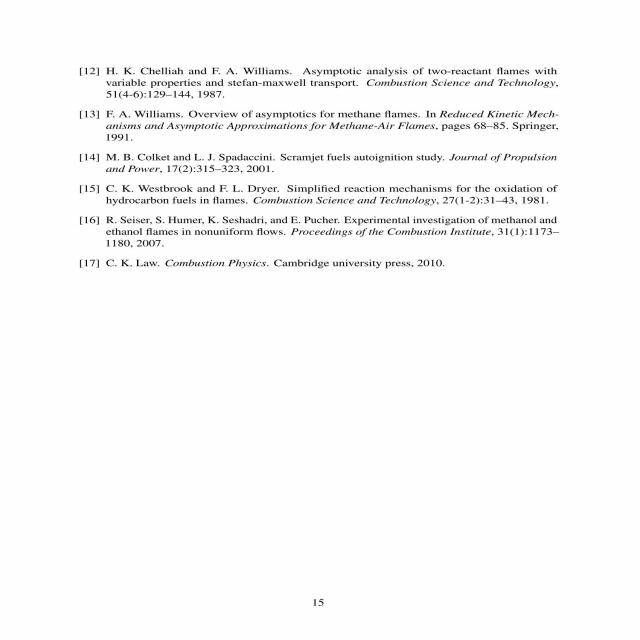 [12] H. K. Chelliah and F. A. Williams. Asymptotic analysis of two-reactant flames with
variable properties and stefan-maxwell transport. Combustion Science and Technology,
51(4-6):129–144, 1987.
[13] F. A. Williams. Overview of asymptotics for methane flames. In Reduced Kinetic Mech-
anisms and Asymptotic Approximations for Methane-Air Flames, pages 68–85. Springer,
1991.
[14] M. B. Colket and L. J. Spadaccini. Scramjet fuels autoignition study. Journal of Propulsion
and Power, 17(2):315–323, 2001.
[15] C. K. Westbrook and F. L. Dryer. Simplified reaction mechanisms for the oxidation of
hydrocarbon fuels in flames. Combustion Science and Technology, 27(1-2):31–43, 1981.
[16] R. Seiser, S. Humer, K. Seshadri, and E. Pucher. Experimental investigation of methanol and
ethanol flames in nonuniform flows. Proceedings of the Combustion Institute, 31(1):1173–
1180, 2007.
[17] C. K. Law. Combustion Physics. Cambridge university press, 2010.
15